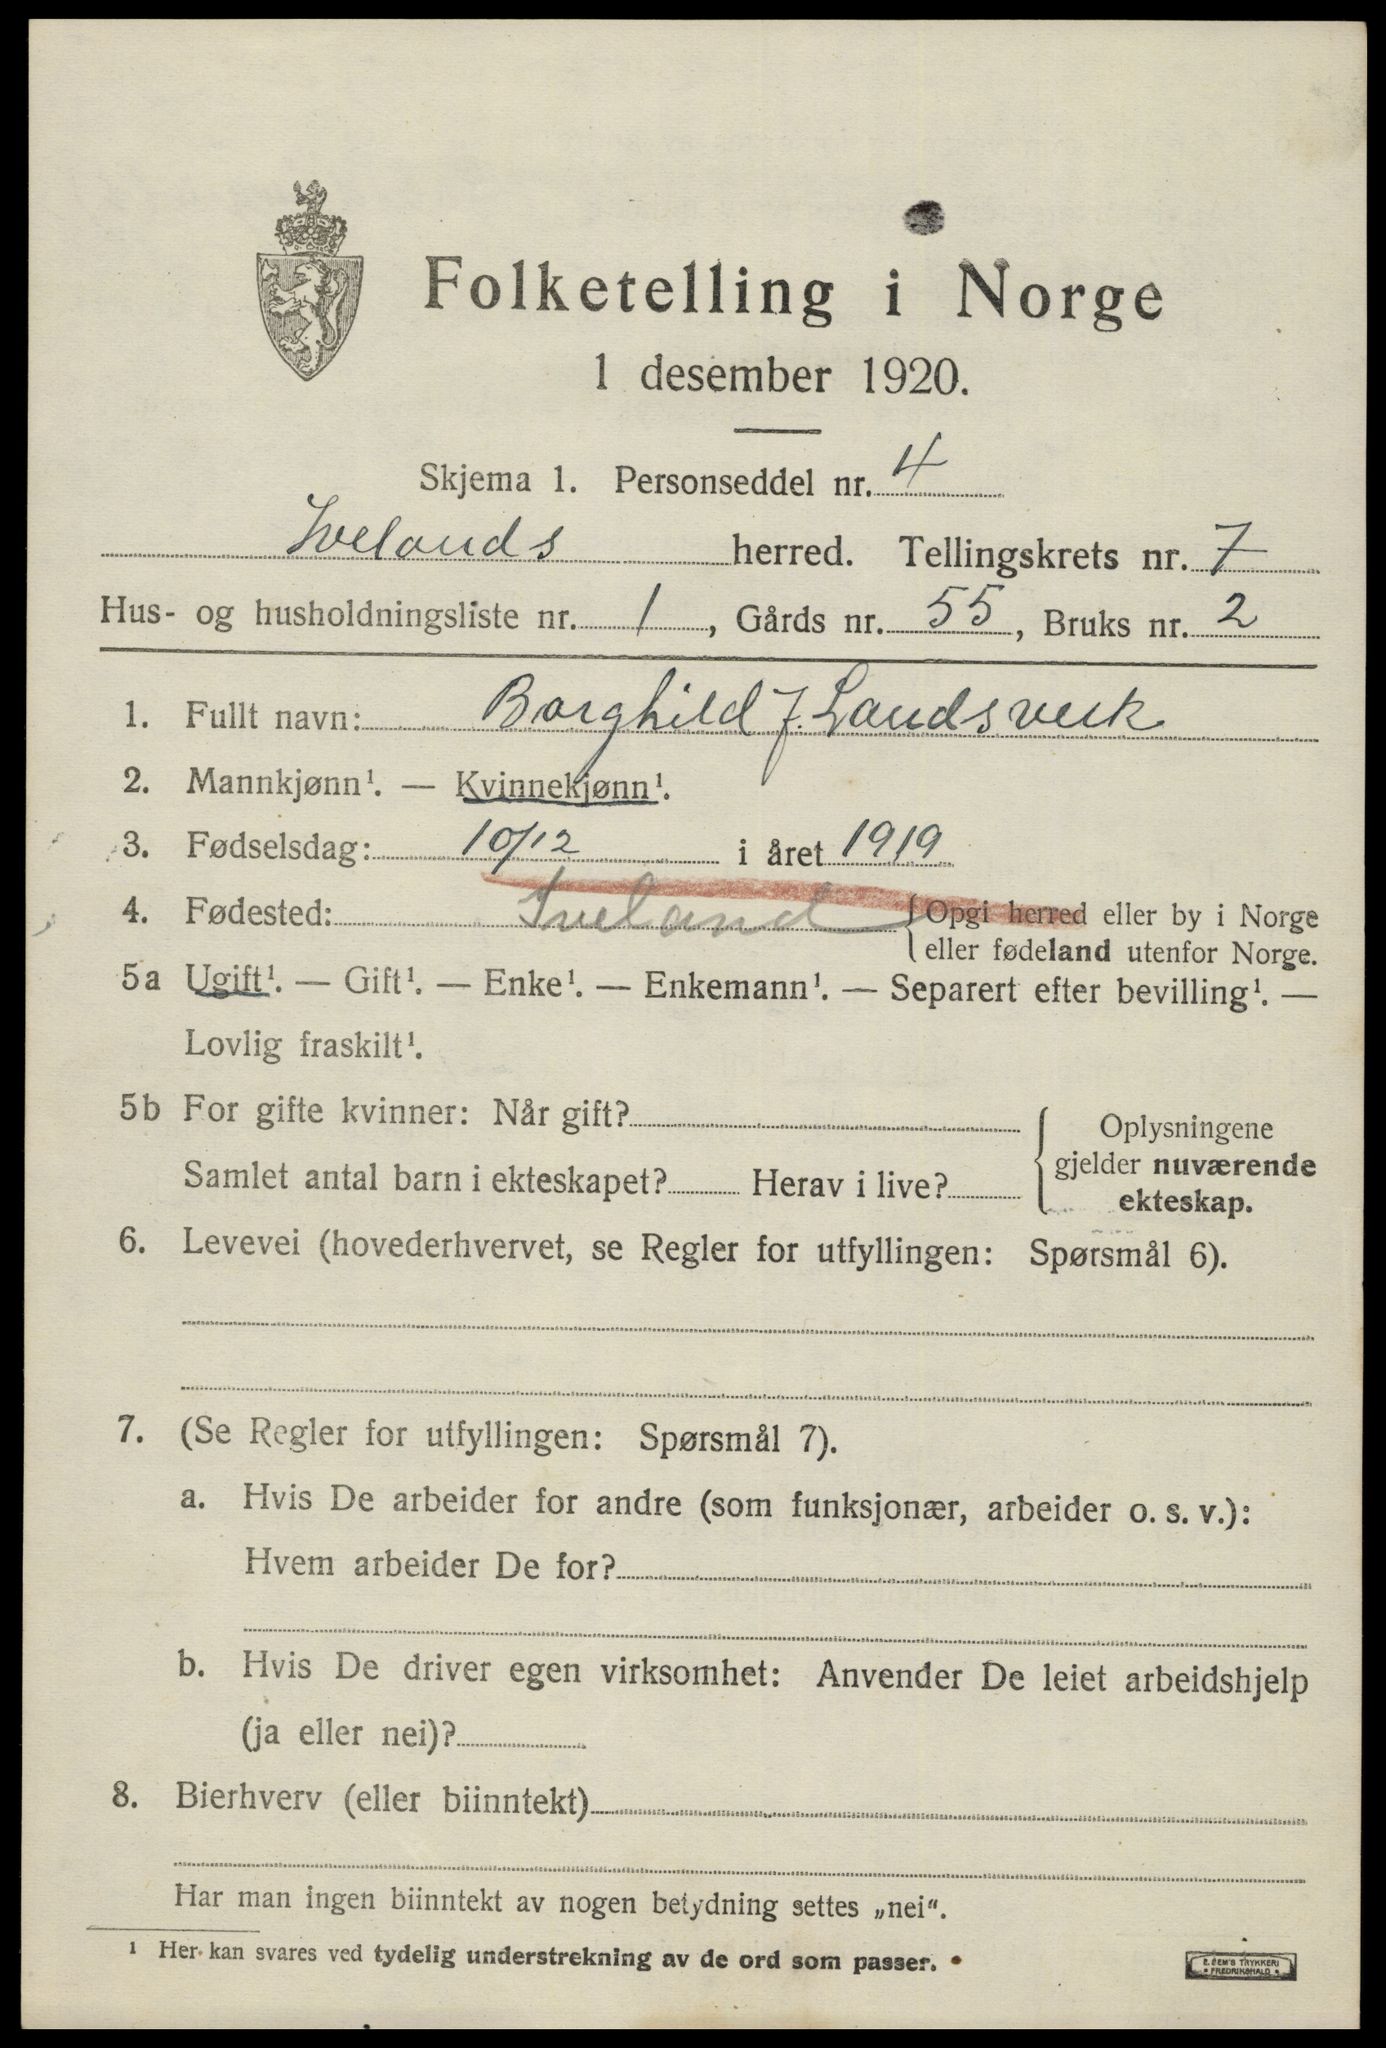 Folketelling i Norge
1 desember 1920.
Skjema 1. Personseddel nr. 4
Ivelands herred. Tellingskrets nr. 7
Hus- og husholdningsliste nr. 1, Gårds nr. 55, Bruks nr. 2
1. Fullt navn: Borghild J. Landsverk
2. Mannkjønn¹. — Kvinnekjønn¹.
3. Fødselsdag: 10/12 i året 1919
4. Fødested: Iveland {Opgi herred eller by i Norge
eller fødeland utenfor Norge.
5a Ugift¹. — Gift¹. — Enke¹. — Enkemann¹. — Separert efter bevilling¹. —
Lovlig fraskilt¹.
5b For gifte kvinner: Når gift? { Oplysningene
gjelder nuværende
Samlet antal barn i ekteskapet? Herav i live? ekteskap.
6. Levevei (hovederhvervet, se Regler for utfyllingen: Spørsmål 6).
7. (Se Regler for utfyllingen: Spørsmål 7).
a. Hvis De arbeider for andre (som funksjonær, arbeider o. s. v.):
Hvem arbeider De for?
b. Hvis De driver egen virksomhet: Anvender De leiet arbeidshjelp
(ja eller nei)?
8. Bierhverv (eller biinntekt)
Har man ingen biinntekt av nogen betydning settes „nei“.
¹ Her kan svares ved tydelig understrekning av de ord som passer.
E. SEM'S TRYKKERI
FREDRIKSHALD